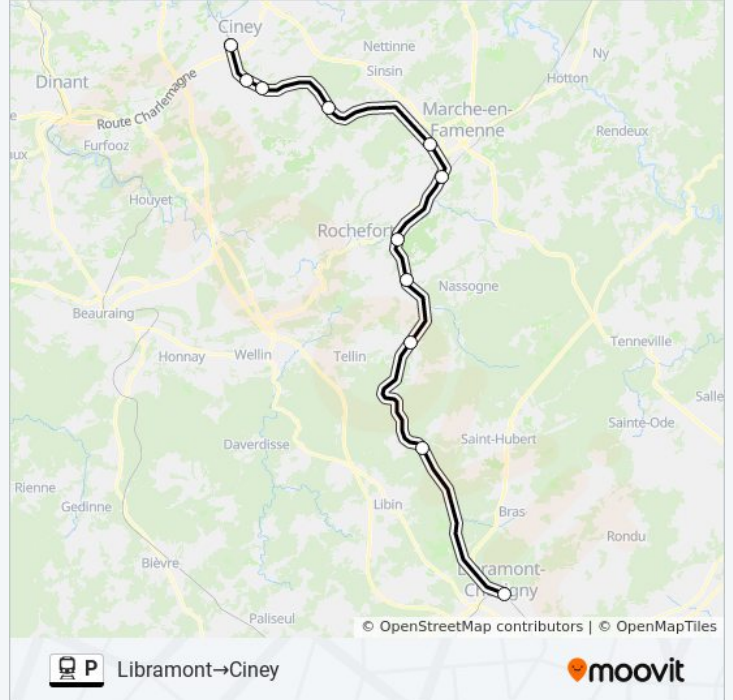 Ciney
Nettinne
Ny
Sinsin
Hotton
Dinant
Route Charlemagne
Marche-en-
Famenne
Rendeux
Furfooz
Houyet
Rochefort
Nassogne
Beauraing
Tenneville
Honnay
Wellin
Tellin
Salle
Sainte-Ode
Saint-Hubert
Daverdisse
Rienne
Gedinne
Libin
Bras
Rondu
Bièvre
Libramont-
Chevigny
Paliseul
© OpenStreetMap contributors | © OpenMapTiles
P Libramont→Ciney
moovit